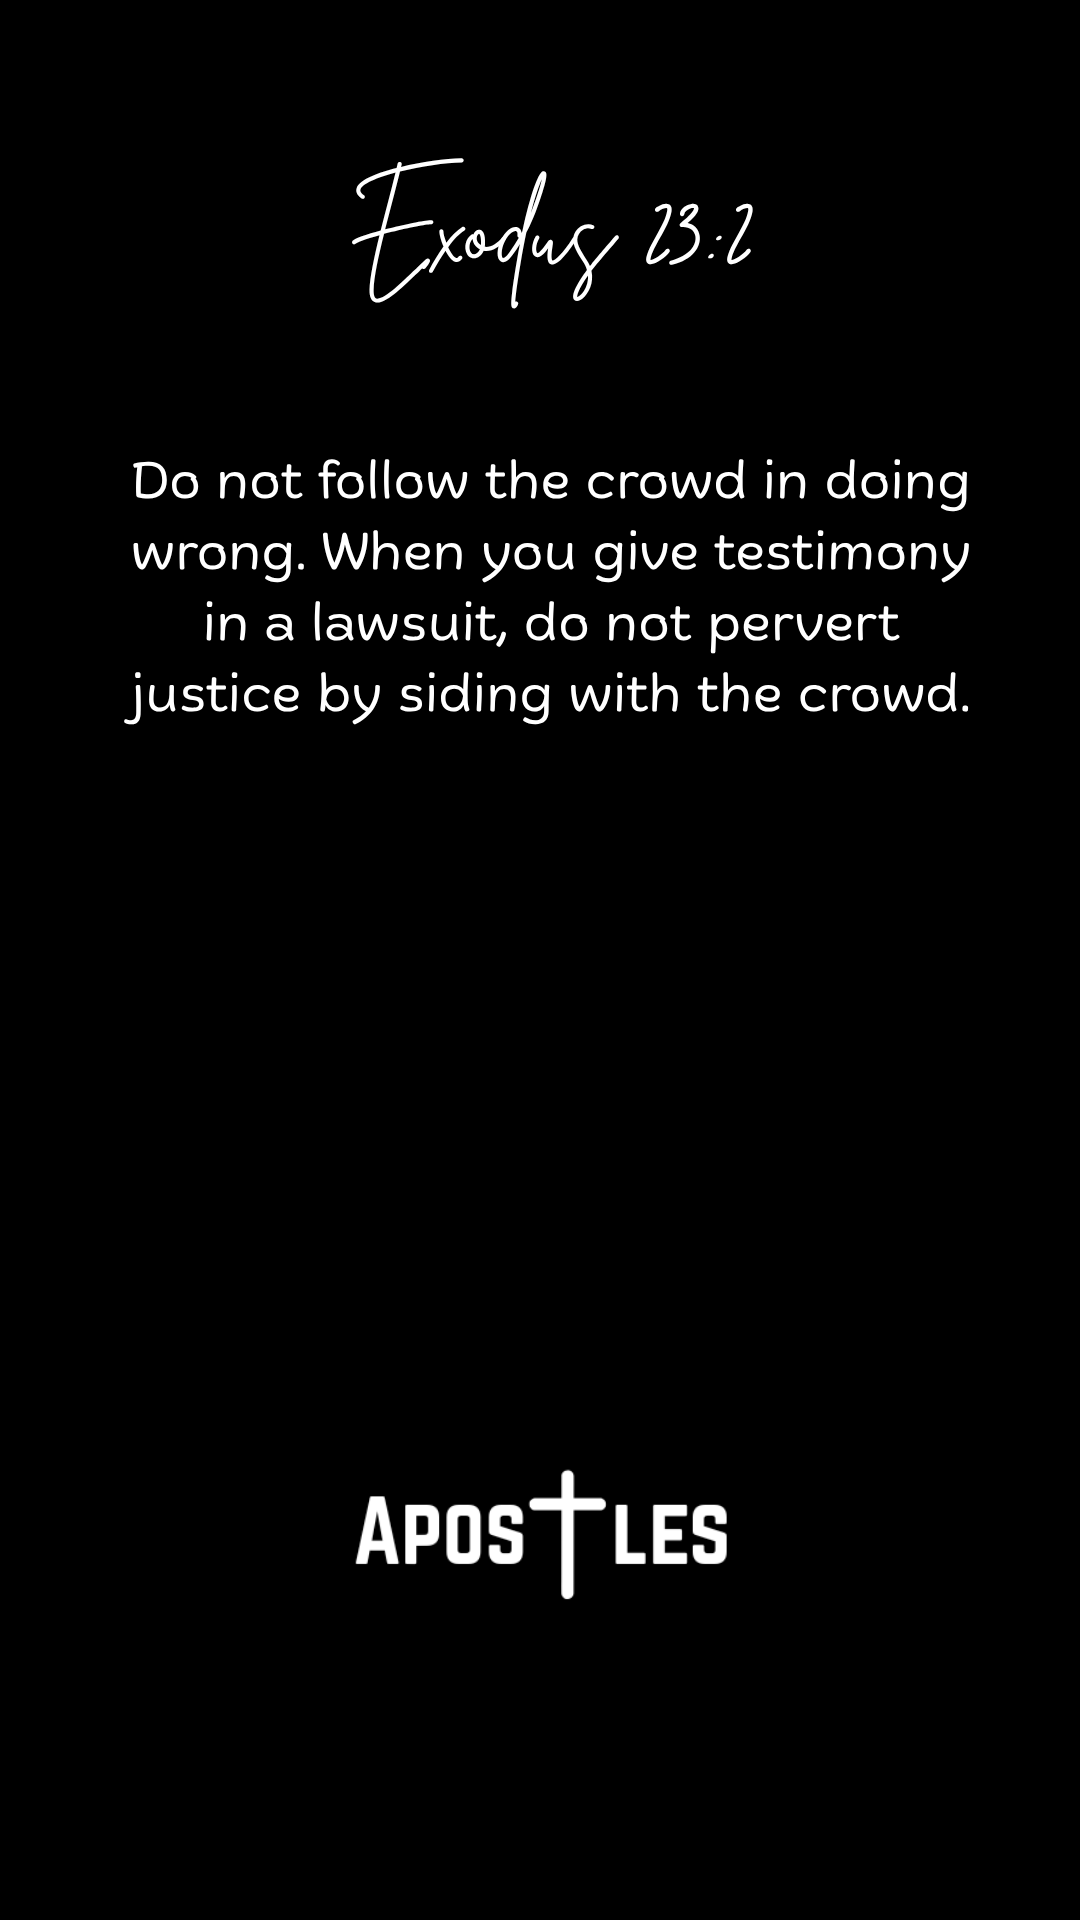 Exodus 23:2
Do not follow the crowd in doing
wrong. When you give testimony
in a lawsuit, do not pervert
justice by siding with the crowd.
APOSTLES